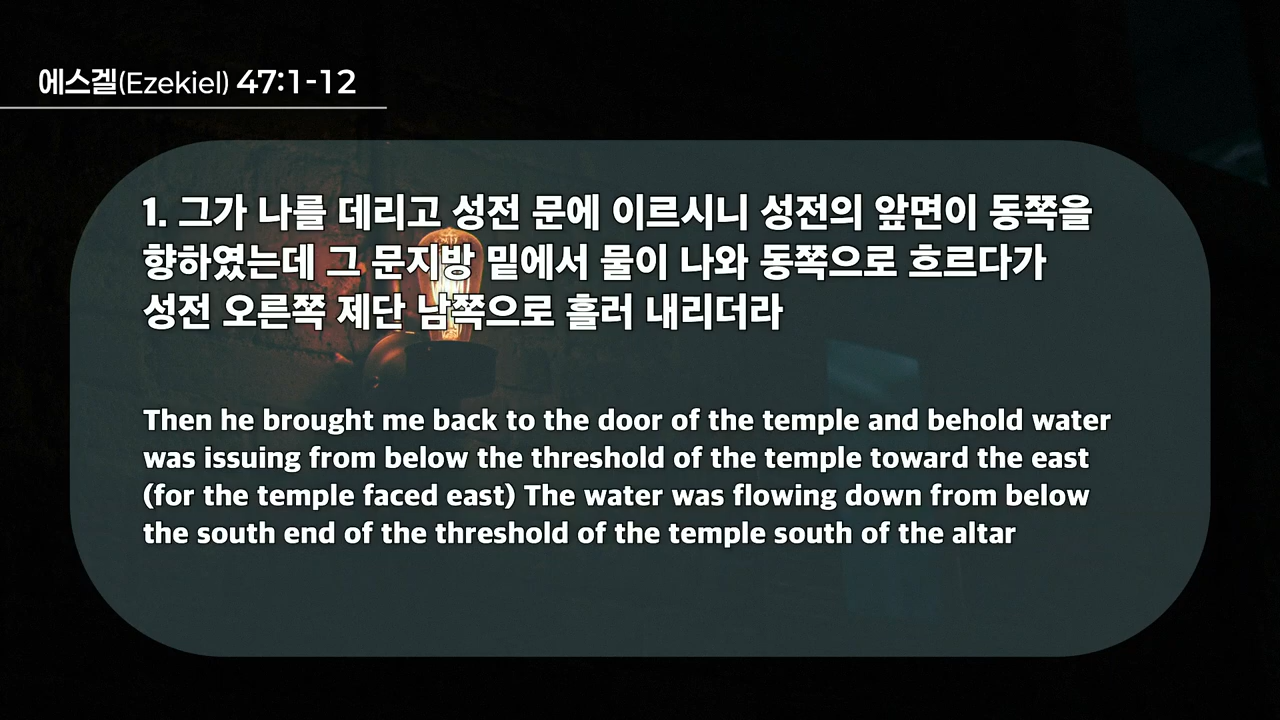 에스겔(Ezekiel) 47:1-12
1. 그가 나를 데리고 성전 문에 이르시니 성전의 앞면이 동쪽을
향하였는데 그 문지방 밑에서 물이 나와 동쪽으로 흐르다가
성전 오른쪽 제단 남쪽으로 흘러 내리더라
Then he brought me back to the door of the temple and behold water
was issuing from below the threshold of the temple toward the east
(for the temple faced east) The water was flowing down from below
the south end of the threshold of the temple south of the altar